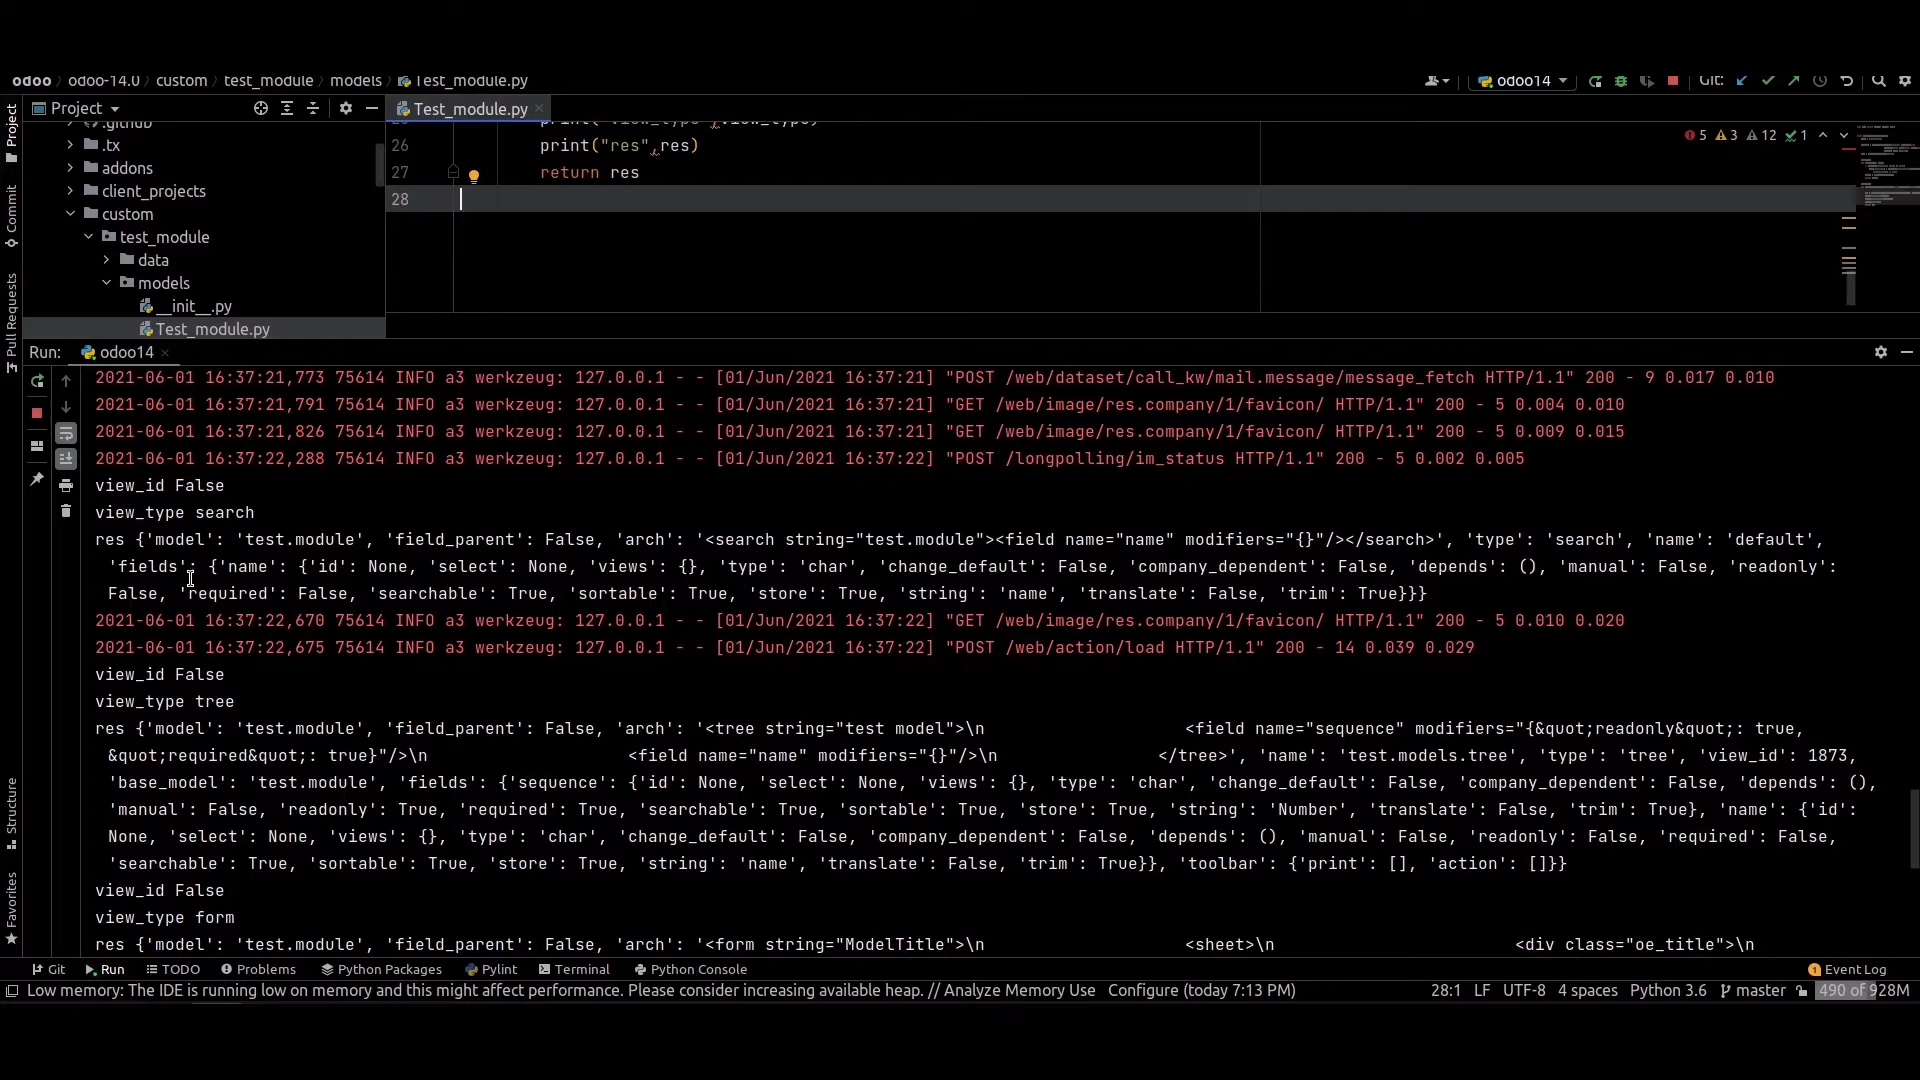 odoo › odoo-14.0 › custom › test_module › models › Test_module.py
odoo14
Git:
Project
Test_module.py
.github
.tx
addons
client_projects
custom
test_module
data
models
__init__.py
Test_module.py
5 3 12 1
26 print("res",res)
27 return res
28
Project
Commit
Pull Requests
Structure
Favorites
Run: odoo14
2021-06-01 16:37:21,773 75614 INFO a3 werkzeug: 127.0.0.1 - - [01/Jun/2021 16:37:21] "POST /web/dataset/call_kw/mail.message/message_fetch HTTP/1.1" 200 - 9 0.017 0.010
2021-06-01 16:37:21,791 75614 INFO a3 werkzeug: 127.0.0.1 - - [01/Jun/2021 16:37:21] "GET /web/image/res.company/1/favicon/ HTTP/1.1" 200 - 5 0.004 0.010
2021-06-01 16:37:21,826 75614 INFO a3 werkzeug: 127.0.0.1 - - [01/Jun/2021 16:37:21] "GET /web/image/res.company/1/favicon/ HTTP/1.1" 200 - 5 0.009 0.015
2021-06-01 16:37:22,288 75614 INFO a3 werkzeug: 127.0.0.1 - - [01/Jun/2021 16:37:22] "POST /longpolling/im_status HTTP/1.1" 200 - 5 0.002 0.005
view_id False
view_type search
res {'model': 'test.module', 'field_parent': False, 'arch': '<search string="test.module"><field name="name" modifiers="{}"/></search>', 'type': 'search', 'name': 'default',
'fields': {'name': {'id': None, 'select': None, 'views': {}, 'type': 'char', 'change_default': False, 'company_dependent': False, 'depends': (), 'manual': False, 'readonly':
False, 'required': False, 'searchable': True, 'sortable': True, 'store': True, 'string': 'name', 'translate': False, 'trim': True}}}
2021-06-01 16:37:22,670 75614 INFO a3 werkzeug: 127.0.0.1 - - [01/Jun/2021 16:37:22] "GET /web/image/res.company/1/favicon/ HTTP/1.1" 200 - 5 0.010 0.020
2021-06-01 16:37:22,675 75614 INFO a3 werkzeug: 127.0.0.1 - - [01/Jun/2021 16:37:22] "POST /web/action/load HTTP/1.1" 200 - 14 0.039 0.029
view_id False
view_type tree
res {'model': 'test.module', 'field_parent': False, 'arch': '<tree string="test model">\n <field name="sequence" modifiers="{&quot;readonly&quot;: true,
&quot;required&quot;: true}"/>\n <field name="name" modifiers="{}"/>\n </tree>', 'name': 'test.models.tree', 'type': 'tree', 'view_id': 1873,
'base_model': 'test.module', 'fields': {'sequence': {'id': None, 'select': None, 'views': {}, 'type': 'char', 'change_default': False, 'company_dependent': False, 'depends': (),
'manual': False, 'readonly': True, 'required': True, 'searchable': True, 'sortable': True, 'store': True, 'string': 'Number', 'translate': False, 'trim': True}, 'name': {'id':
None, 'select': None, 'views': {}, 'type': 'char', 'change_default': False, 'company_dependent': False, 'depends': (), 'manual': False, 'readonly': False, 'required': False,
'searchable': True, 'sortable': True, 'store': True, 'string': 'name', 'translate': False, 'trim': True}}, 'toolbar': {'print': [], 'action': []}}
view_id False
view_type form
res {'model': 'test.module', 'field_parent': False, 'arch': '<form string="ModelTitle">\n <sheet>\n <div class="oe_title">\n
Git Run TODO Problems Python Packages Pylint Terminal Python Console 1 Event Log
Low memory: The IDE is running low on memory and this might affect performance. Please consider increasing available heap. // Analyze Memory Use Configure (today 7:13 PM) 28:1 LF UTF-8 4 spaces Python 3.6 master 490 of 928M